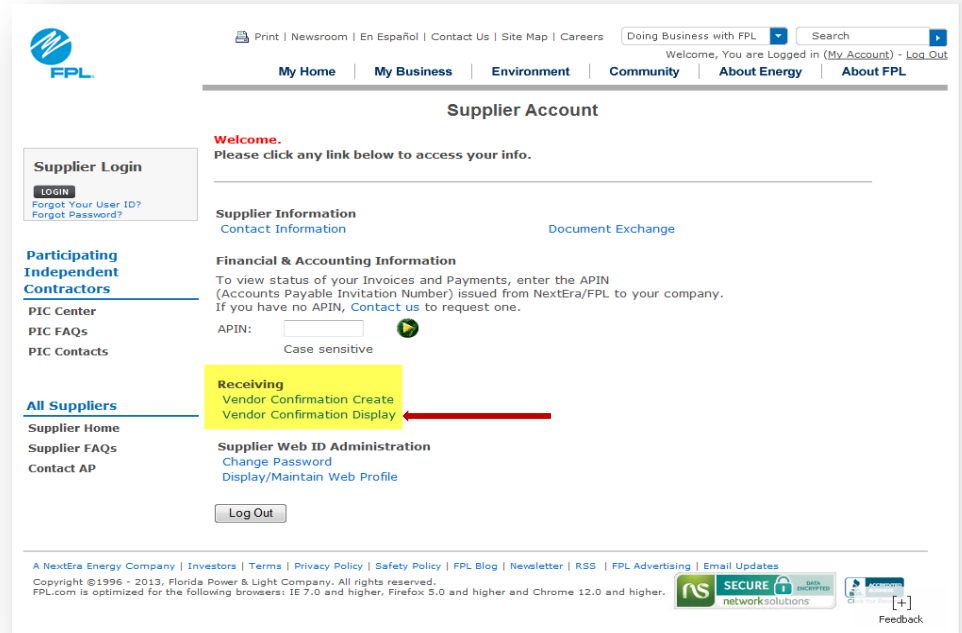 Print | Newsroom | En Español | Contact Us | Site Map | Careers
Doing Business with FPL
Search
Welcome, You are Logged in (My Account) - Log Out
FPL.
My Home
My Business
Environment
Community
About Energy
About FPL
Supplier Account
Welcome.
Please click any link below to access your info.
Supplier Login
LOGIN
Forgot Your User ID?
Forgot Password?
Participating
Independent
Contractors
PIC Center
PIC FAQs
PIC Contacts
All Suppliers
Supplier Home
Supplier FAQs
Contact AP
Supplier Information
Contact Information
Document Exchange
Financial & Accounting Information
To view status of your Invoices and Payments, enter the APIN
(Accounts Payable Invitation Number) issued from NextEra/FPL to your company.
If you have no APIN, Contact us to request one.
APIN:
Case sensitive
Receiving
Vendor Confirmation Create
Vendor Confirmation Display
Supplier Web ID Administration
Change Password
Display/Maintain Web Profile
Log Out
A NextEra Energy Company | Investors | Terms | Privacy Policy | Safety Policy | FPL Blog | Newsletter | RSS | FPL Advertising | Email Updates
Copyright ©1996 - 2013, Florida Power & Light Company. All rights reserved.
FPL.com is optimized for the following browsers: IE 7.0 and higher, Firefox 5.0 and higher and Chrome 12.0 and higher.
ns
SECURE
DATA
ENCRYPTED
networksolutions
ACCREDITED
BUSINESS
[+]
Feedback